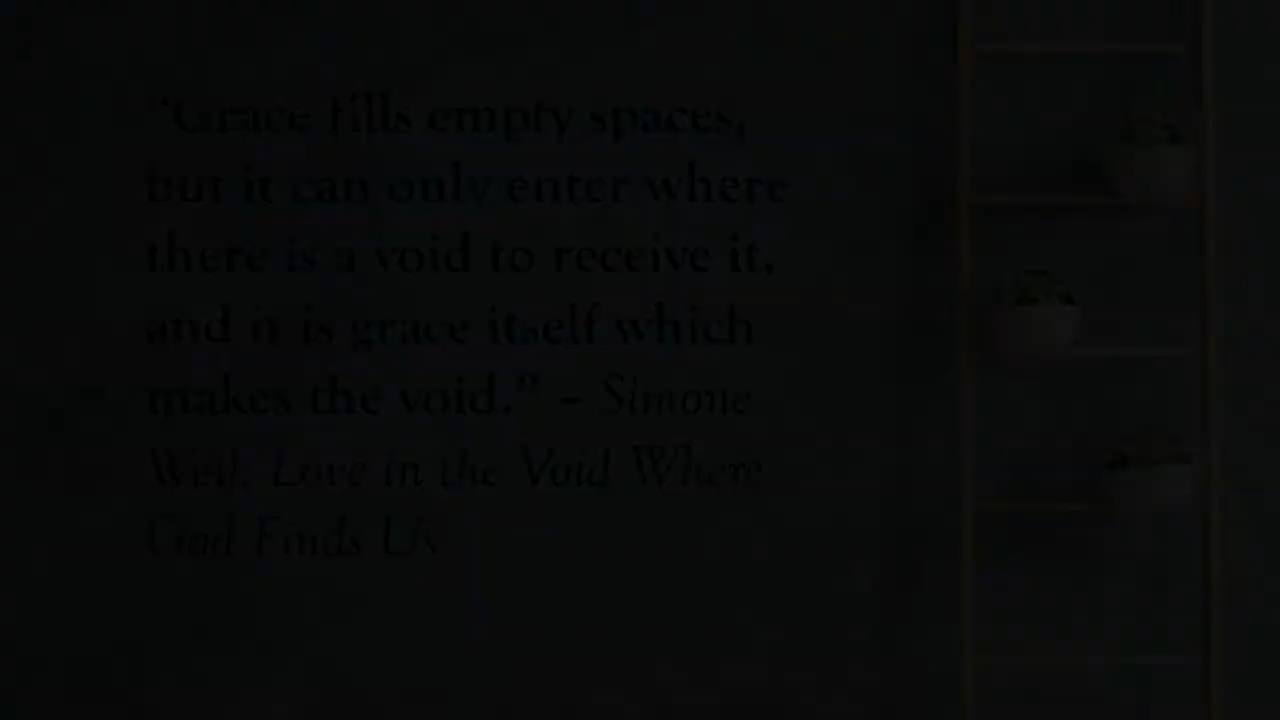 "Grace fills empty spaces,
but it can only enter where
there is a void to receive it,
and it is grace itself which
makes the void.” – Simone
Weil, Love in the Void Where
God Finds Us